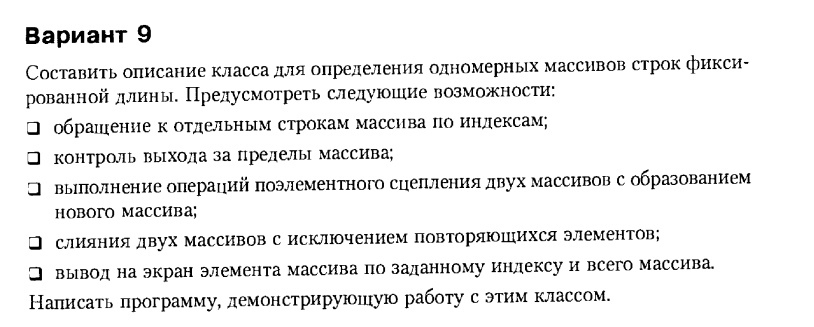 Вариант 9
Составить описание класса для определения одномерных массивов строк фикси-
рованной длины. Предусмотреть следующие возможности:
❏ обращение к отдельным строкам массива по индексам;
❏ контроль выхода за пределы массива;
❏ выполнение операций поэлементного сцепления двух массивов с образованием
нового массива;
❏ слияния двух массивов с исключением повторяющихся элементов;
❏ вывод на экран элемента массива по заданному индексу и всего массива.
Написать программу, демонстрирующую работу с этим классом.